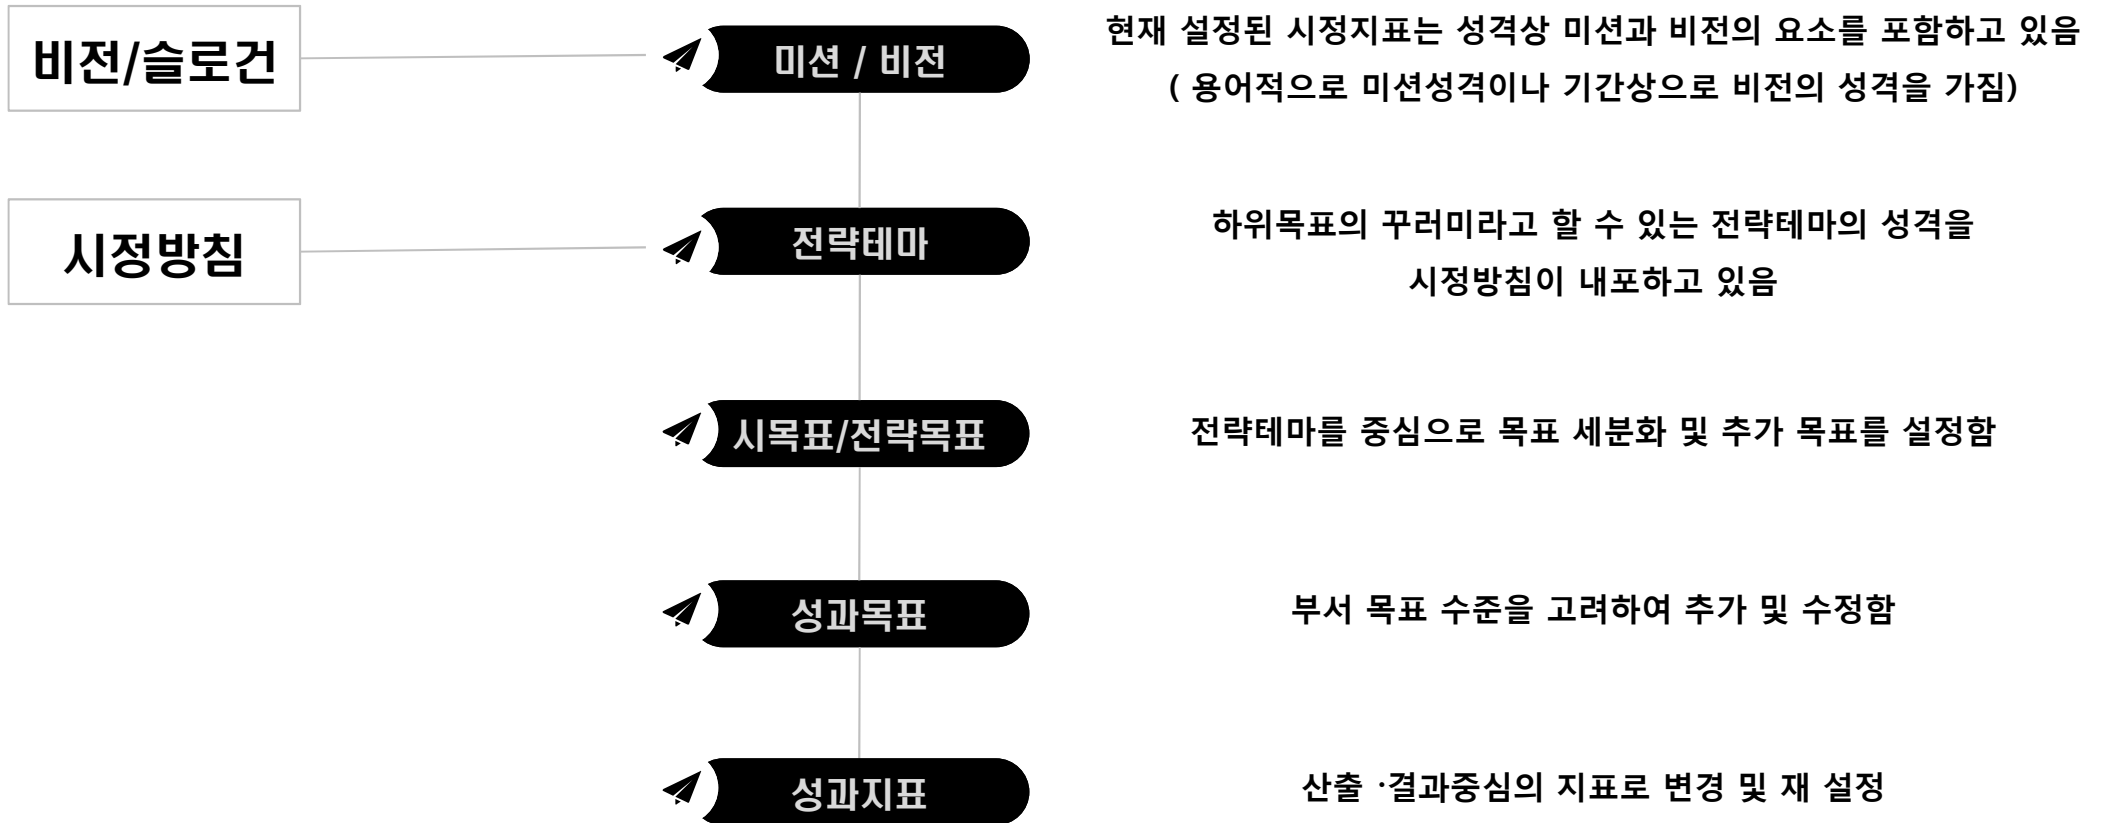 비전/슬로건
미션 / 비전
현재 설정된 시정지표는 성격상 미션과 비전의 요소를 포함하고 있음
( 용어적으로 미션성격이나 기간상으로 비전의 성격을 가짐)
시정방침
전략테마
하위목표의 꾸러미라고 할 수 있는 전략테마의 성격을
시정방침이 내포하고 있음
시목표/전략목표
전략테마를 중심으로 목표 세분화 및 추가 목표를 설정함
성과목표
부서 목표 수준을 고려하여 추가 및 수정함
성과지표
산출 ·결과중심의 지표로 변경 및 재 설정